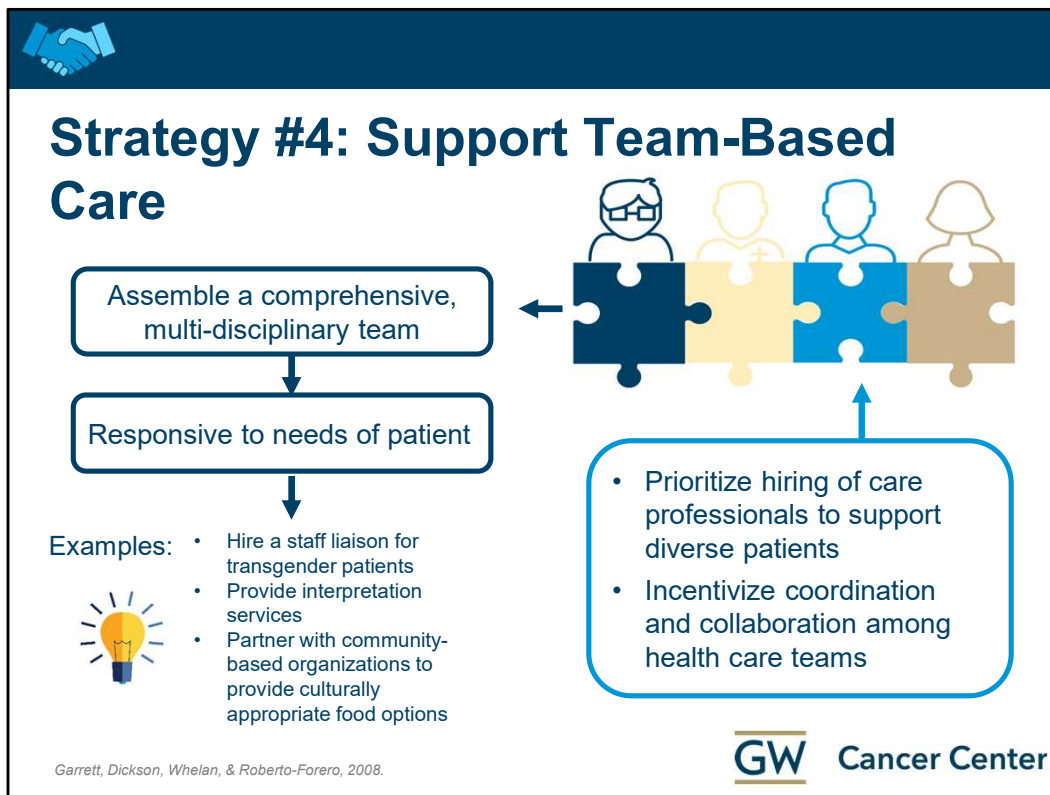 Strategy #4: Support Team-Based
Care
Assemble a comprehensive,
multi-disciplinary team
Responsive to needs of patient
Examples:
• Hire a staff liaison for
transgender patients
• Provide interpretation
services
• Partner with community-
based organizations to
provide culturally
appropriate food options
• Prioritize hiring of care
professionals to support
diverse patients
• Incentivize coordination
and collaboration among
health care teams
Garrett, Dickson, Whelan, & Roberto-Forero, 2008.
GW Cancer Center